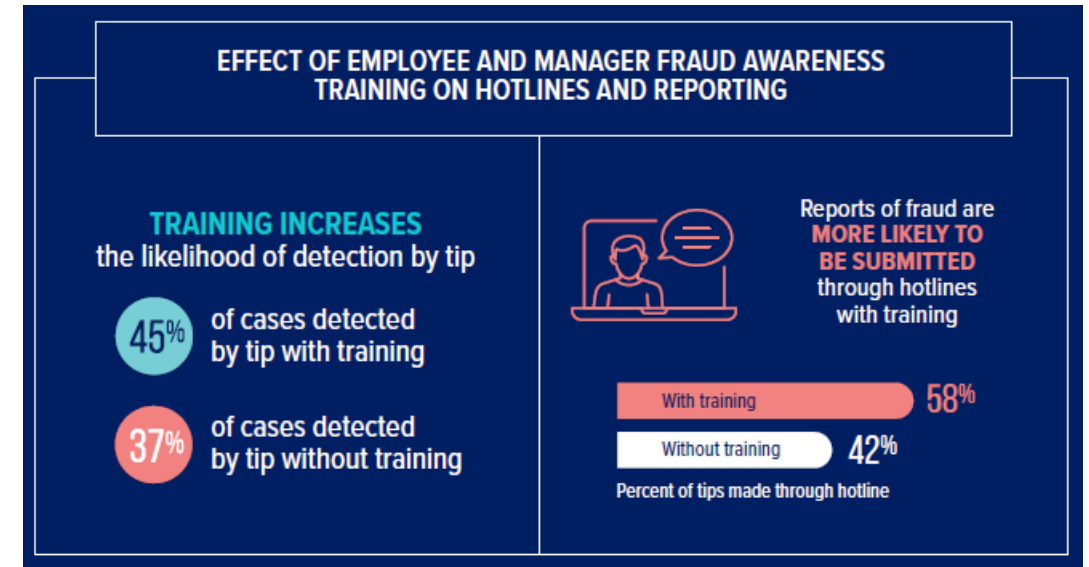 EFFECT OF EMPLOYEE AND MANAGER FRAUD AWARENESS
TRAINING ON HOTLINES AND REPORTING
TRAINING INCREASES
the likelihood of detection by tip
45% of cases detected
by tip with training
37% of cases detected
by tip without training
Reports of fraud are
MORE LIKELY TO
BE SUBMITTED
through hotlines
with training
With training 58%
Without training 42%
Percent of tips made through hotline